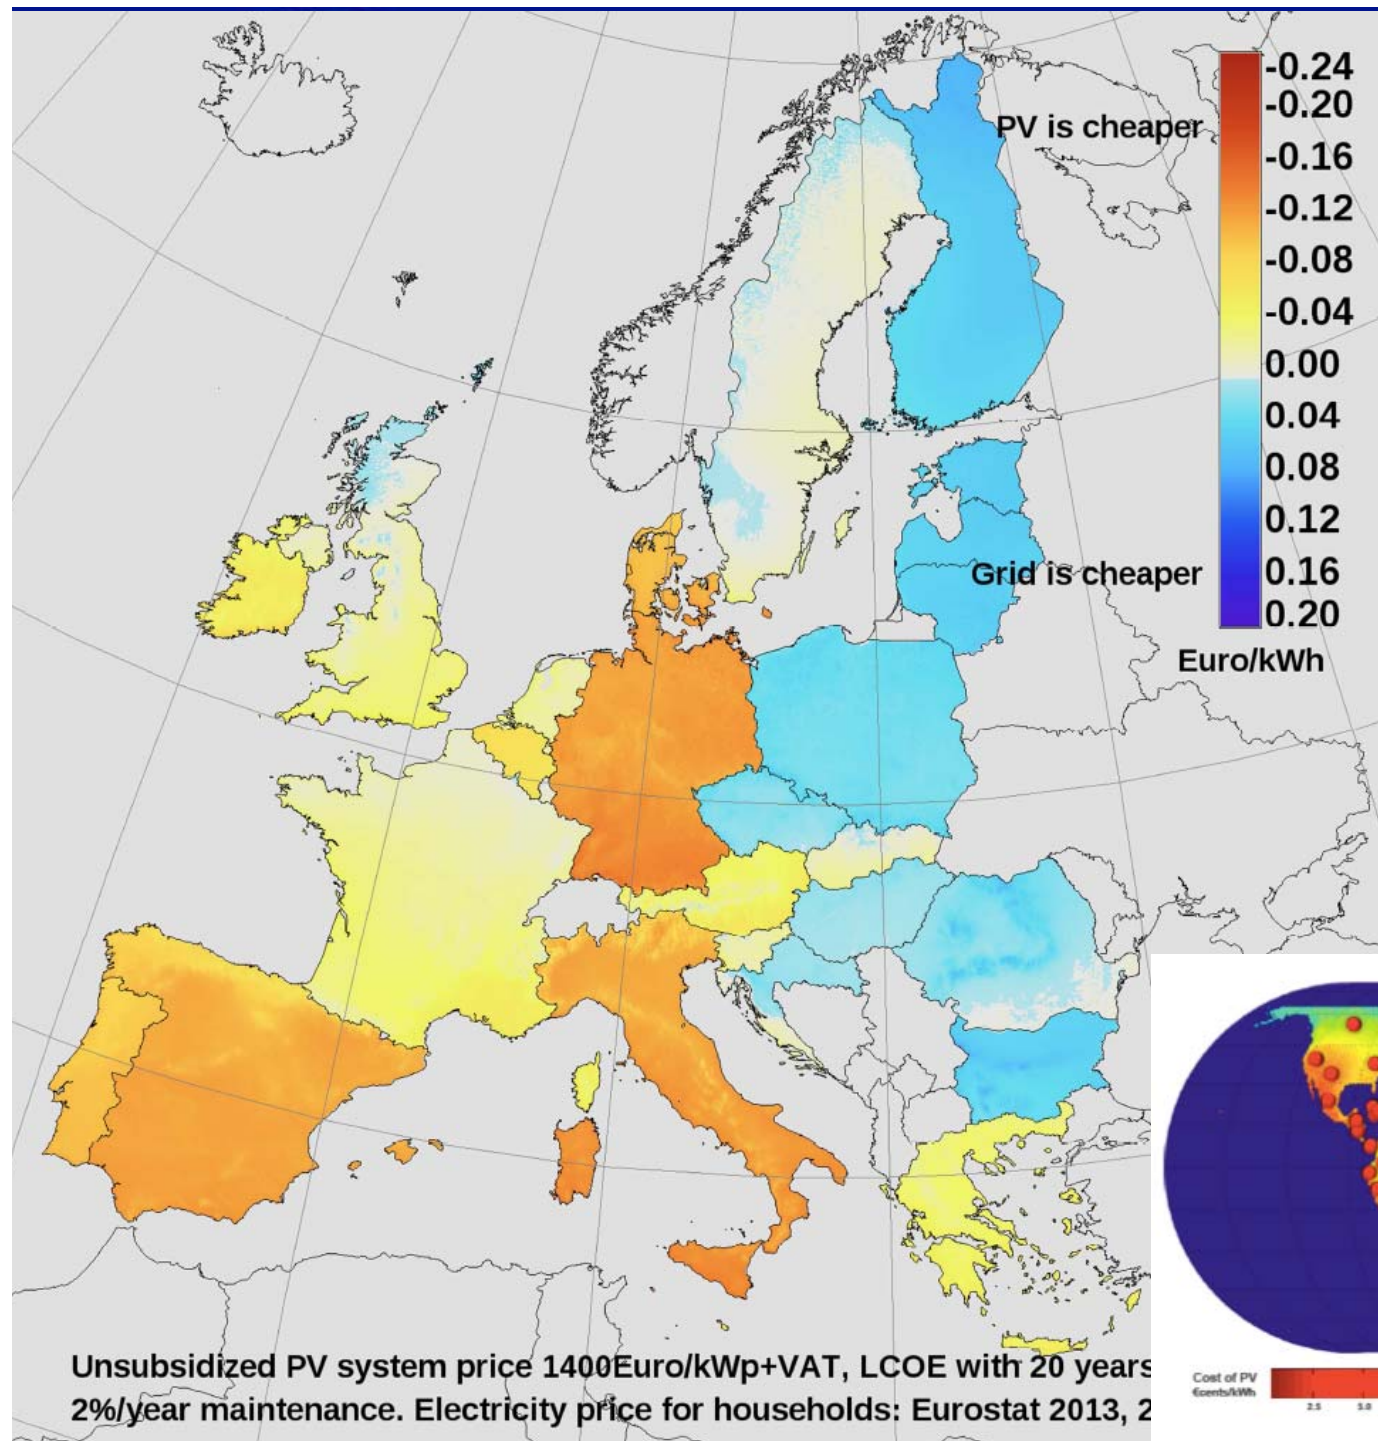 -0.24
-0.20
PV is cheaper
-0.16
-0.12
-0.08
-0.04
0.00
0.04
0.08
0.12
Grid is cheaper
0.16
0.20
Euro/kWh
Unsubsidized PV system price 1400Euro/kWp+VAT, LCOE with 20 years
2%/year maintenance. Electricity price for households: Eurostat 2013, 2
Cost of PV
€cents/kWh
2.5 5.0